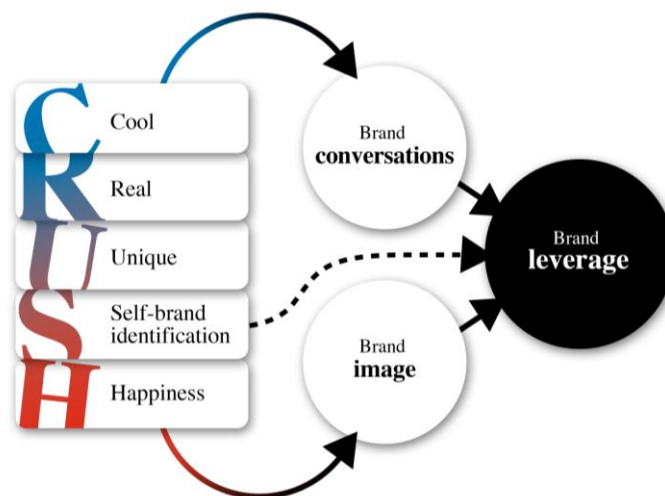 C Cool
R Real
U Unique
S Self-brand
identification
H Happiness
Brand
conversations
Brand
image
Brand
leverage